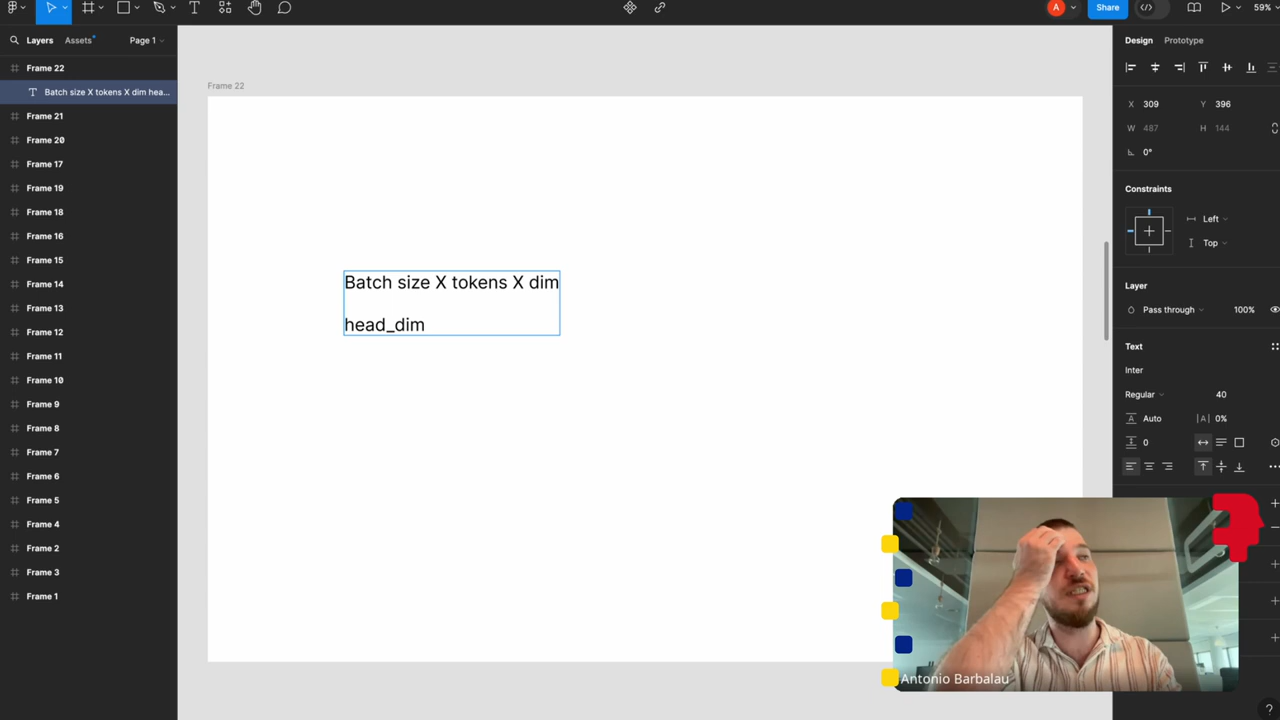 Share
59%
Layers
Assets
Page 1
Design
Prototype
Frame 22
Batch size X tokens X dim hea...
Frame 21
Frame 20
Frame 17
Frame 19
Frame 18
Frame 16
Frame 15
Frame 14
Frame 13
Frame 12
Frame 11
Frame 10
Frame 9
Frame 8
Frame 7
Frame 6
Frame 5
Frame 4
Frame 2
Frame 3
Frame 1
Frame 22
Batch size X tokens X dim
head_dim
X 309 Y 396
W 487 H 144
0°
Constraints
Left
Top
Layer
Pass through 100%
Text
Inter
Regular 40
Auto |A| 0%
0
A
Antonio Barbalau
?